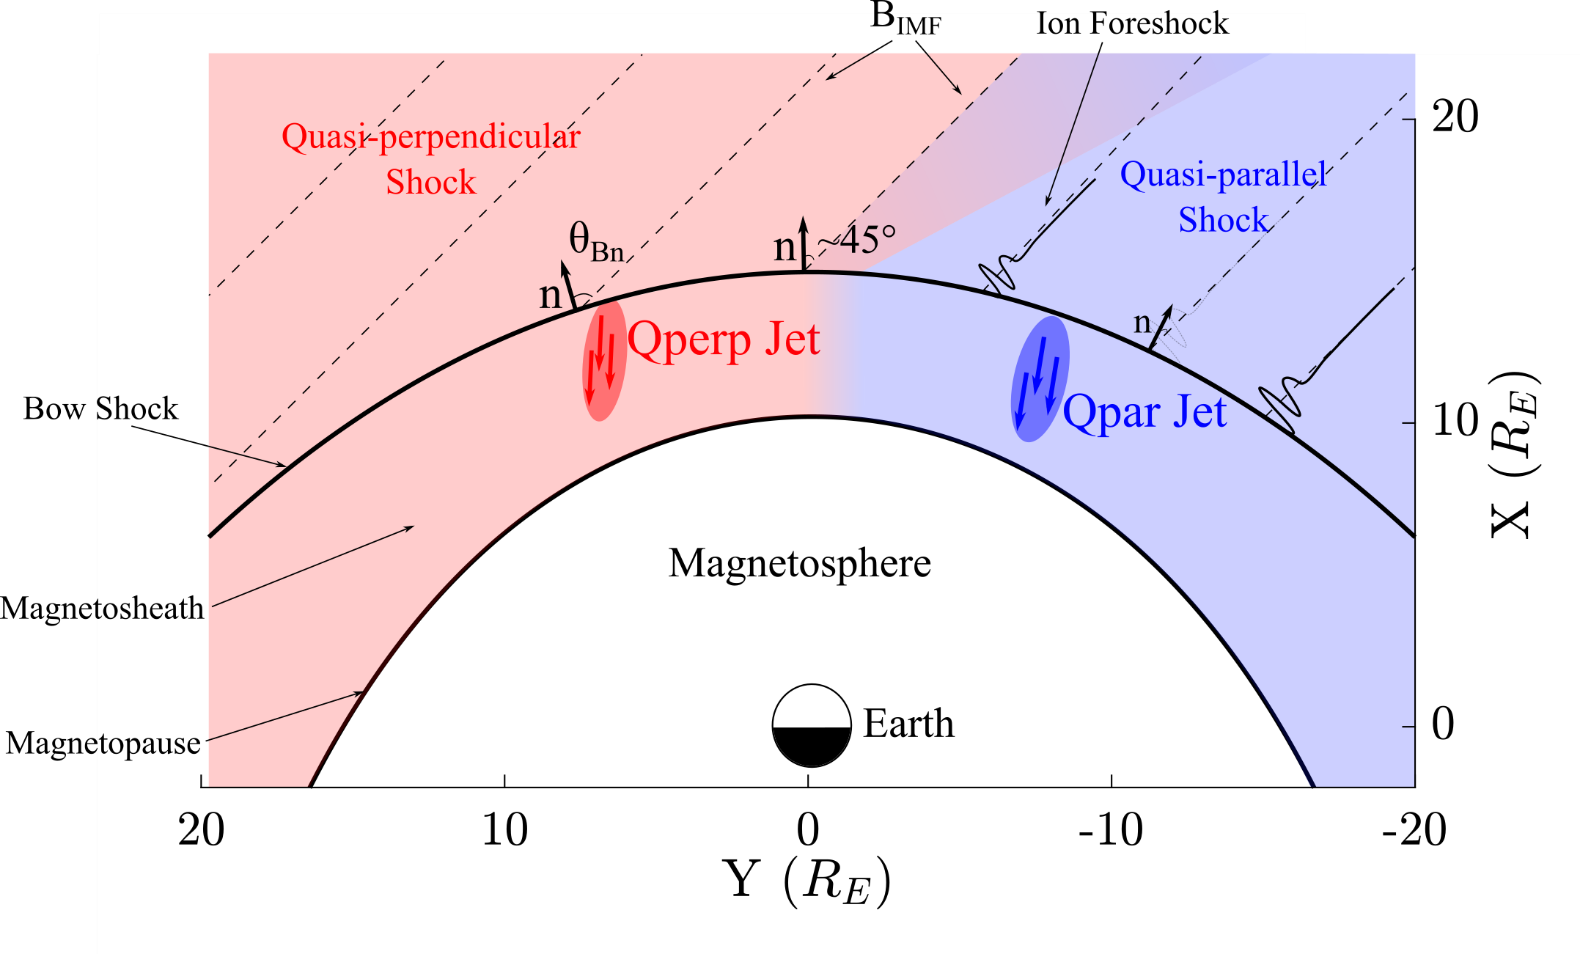 B_IMF
Ion Foreshock
Quasi-perpendicular
Shock
Quasi-parallel
Shock
20
θ_Bn
n
n
~45°
n
Qperp Jet
Qpar Jet
Bow Shock
10
X (R_E)
Magnetosphere
Magnetosheath
Magnetopause
Earth
0
20
10
0
-10
-20
Y (R_E)